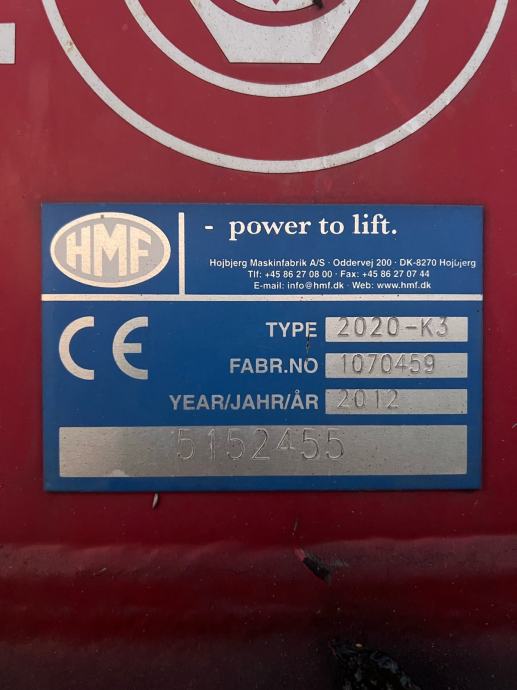 HMF
- power to lift.
Hojbjerg Maskinfabrik A/S · Oddervej 200 · DK-8270 Hojbjerg
Tlf: +45 86 27 08 00 · Fax: +45 86 27 07 44
E-mail: info@hmf.dk · Web: www.hmf.dk
CE
TYPE 2020-K3
FABR.NO 1070459
YEAR/JAHR/ÅR 2012
5152455